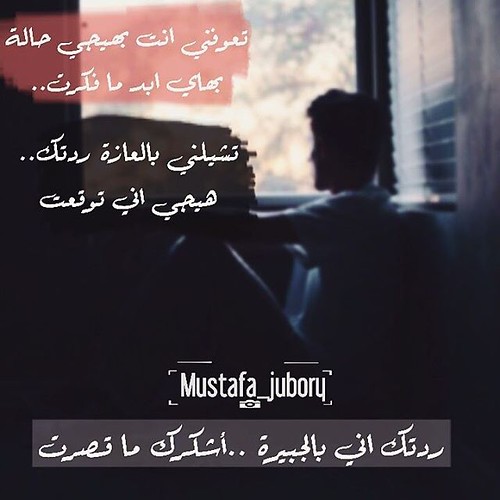 تعوفني انت بهيجي حالة
بهاي ابد ما فكرت..
تشيلني بالعازة ردتك..
هيجي اني توقعت
Mustafa_jubory
ردتك اني بالجبيرة ..أشكرك ما قصرت